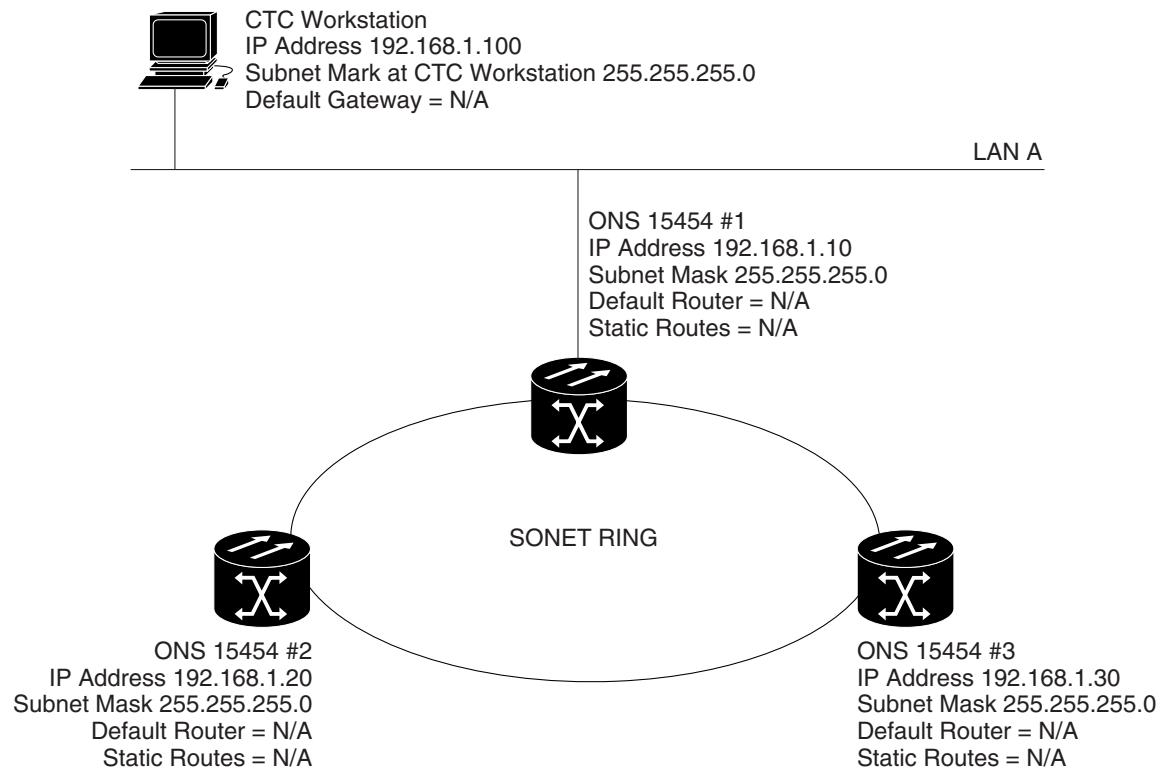 CTC Workstation
IP Address 192.168.1.100
Subnet Mark at CTC Workstation 255.255.255.0
Default Gateway = N/A
LAN A
ONS 15454 #1
IP Address 192.168.1.10
Subnet Mask 255.255.255.0
Default Router = N/A
Static Routes = N/A
SONET RING
ONS 15454 #2
IP Address 192.168.1.20
Subnet Mask 255.255.255.0
Default Router = N/A
Static Routes = N/A
ONS 15454 #3
IP Address 192.168.1.30
Subnet Mask 255.255.255.0
Default Router = N/A
Static Routes = N/A